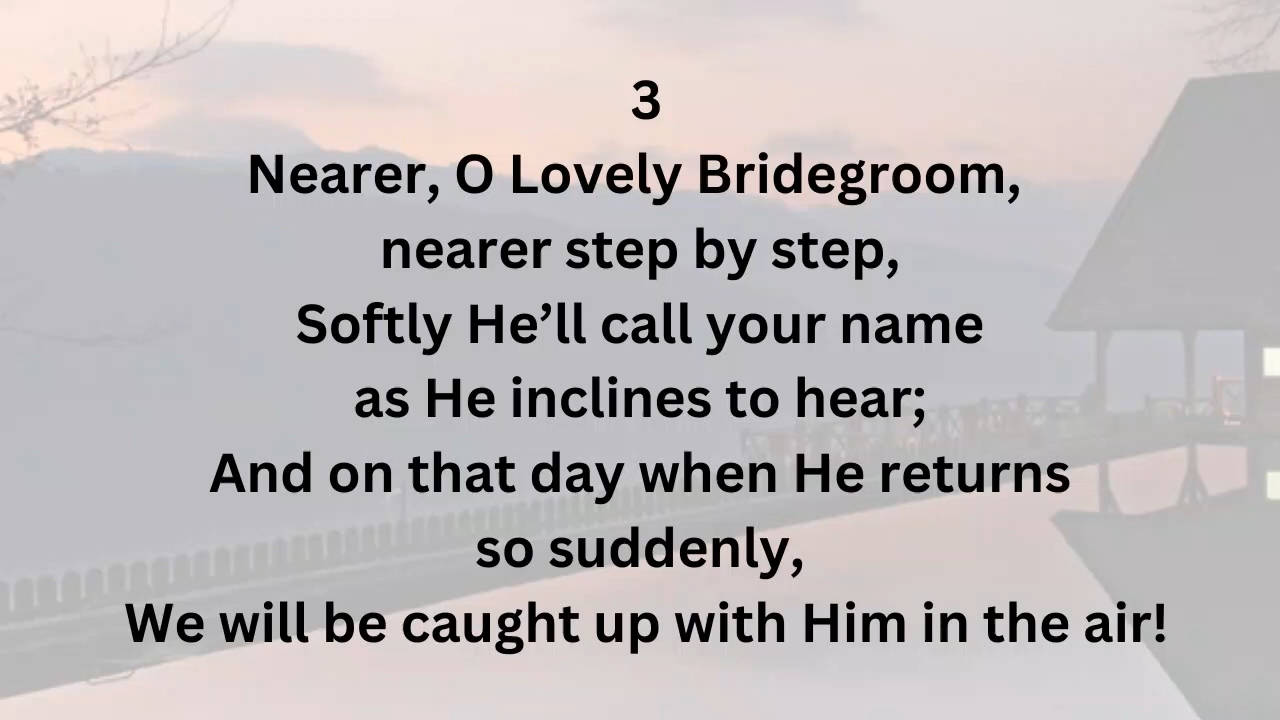 3
Nearer, O Lovely Bridegroom,
nearer step by step,
Softly He’ll call your name
as He inclines to hear;
And on that day when He returns
so suddenly,
We will be caught up with Him in the air!